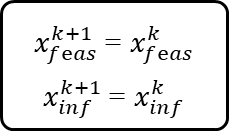 x_{feas}^{k+1} = x_{feas}^{k}
x_{inf}^{k+1} = x_{inf}^{k}